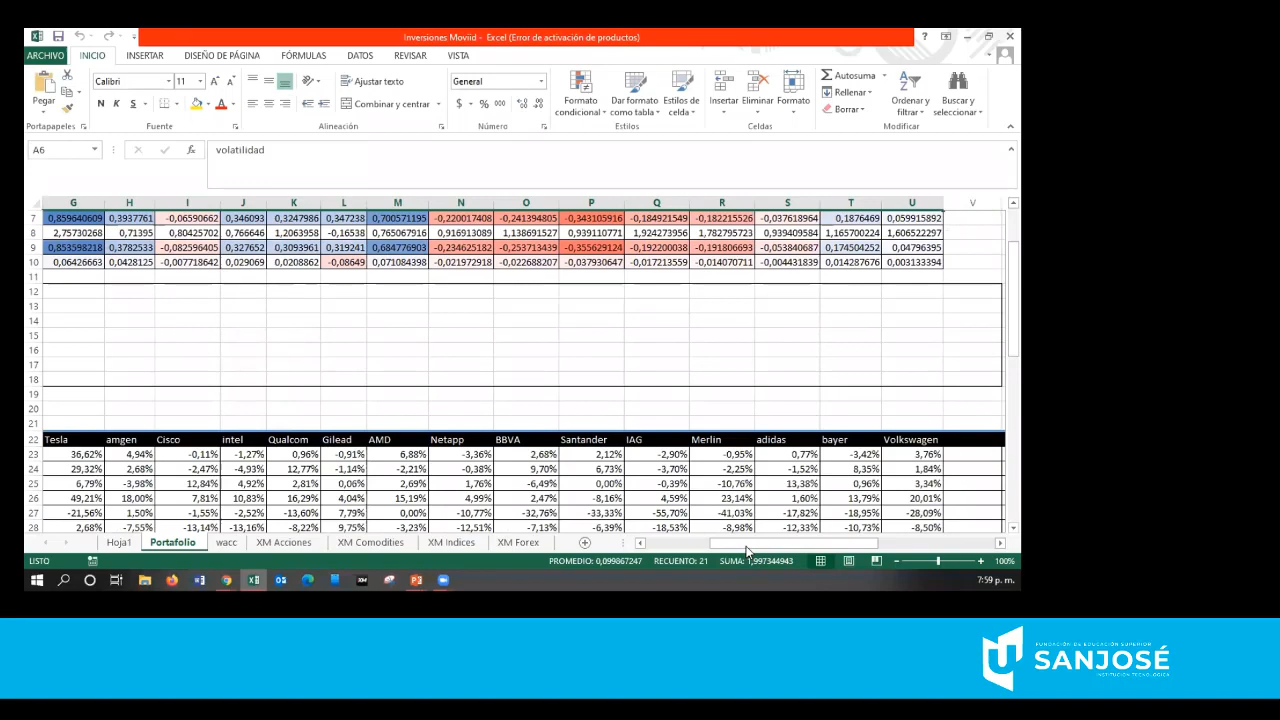 Inversiones Moviid - Excel (Error de activación de productos)
ARCHIVO INICIO INSERTAR DISEÑO DE PÁGINA FÓRMULAS DATOS REVISAR VISTA
Pegar Calibri 11 Ajustar texto General Formato condicional Dar formato como tabla Estilos de celda Insertar Eliminar Formato Autosuma Rellenar Borrar Ordenar y filtrar Buscar y seleccionar
N K S Combinar y centrar $ % 000
Portapapeles Fuente Alineación Número Estilos Celdas Modificar
A6 fx volatilidad
G H I J K L M N O P Q R S T U V
7 0,859640609 0,3937761 -0,06590662 0,346093 0,3247986 0,347238 0,700571195 -0,220017408 -0,241394805 -0,343105916 -0,184921549 -0,182215526 -0,037618964 0,1876469 0,059915892
8 2,75730268 0,71395 0,80425702 0,766646 1,2063958 -0,16538 0,765067916 0,916913089 1,138691527 0,939110771 1,924273956 1,782795723 0,939409584 1,165700224 1,606522297
9 0,853598218 0,3782533 -0,082596405 0,327652 0,3093961 0,319241 0,684776903 -0,234625182 -0,253713439 -0,355629124 -0,192200038 -0,191806693 -0,053840687 0,174504252 0,04796395
10 0,06426663 0,0428125 -0,007718642 0,029069 0,0208862 -0,08649 0,071084398 -0,021972918 -0,022688207 -0,037930647 -0,017213559 -0,014070711 -0,004431839 0,014287676 0,003133394
11
12
13
14
15
16
17
18
19
20
21
22 Tesla amgen Cisco intel Qualcom Gilead AMD Netapp BBVA Santander IAG Merlin adidas bayer Volkswagen
23 36,62% 4,94% -0,11% -1,27% 0,96% -0,91% 6,88% -3,36% 2,68% 2,12% -2,90% -0,95% 0,77% -3,42% 3,76%
24 29,32% 2,68% -2,47% -4,93% 12,77% -1,14% -2,21% -0,38% 9,70% 6,73% -3,70% -2,25% -1,52% 8,35% 1,84%
25 6,79% -3,98% 12,84% 4,92% 2,81% 0,06% 2,69% 1,76% -6,49% 0,00% -0,39% -10,76% 13,38% 0,96% 3,34%
26 49,21% 18,00% 7,81% 10,83% 16,29% 4,04% 15,19% 4,99% 2,47% -8,16% 4,59% 23,14% 1,60% 13,79% 20,01%
27 -21,56% 1,50% -1,55% -2,52% -13,60% 7,79% 0,00% -10,77% -32,76% -33,33% -55,70% -41,03% -17,82% -18,95% -28,09%
28 2,68% -7,55% -13,14% -13,16% -8,22% 9,75% -3,23% -12,51% -7,13% -6,39% -18,53% -8,98% -12,33% -10,73% -8,50%
Hoja1 Portafolio wacc XM Acciones XM Comodities XM Indices XM Forex
LISTO PROMEDIO: 0,099867247 RECUENTO: 21 SUMA: 1,997344943 100%
7:59 p. m.
FUNDACIÓN DE EDUCACIÓN SUPERIOR
SANJOSÉ
INSTITUCIÓN TECNOLÓGICA